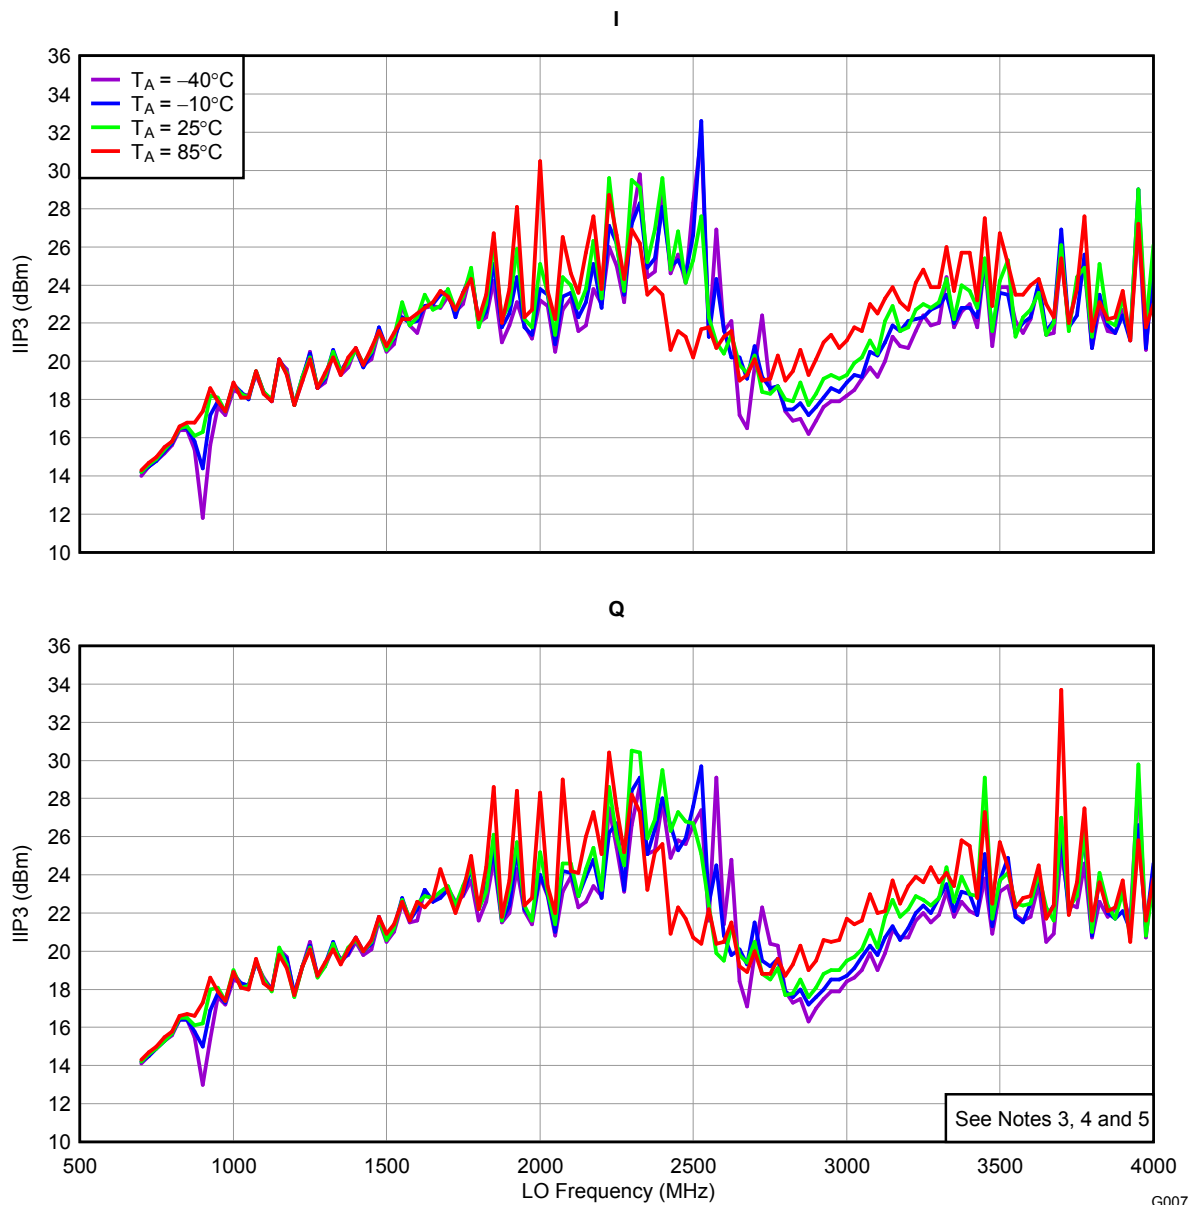 I
36
34
32
30
28
26
24
22
20
18
16
14
12
10
IIP3 (dBm)
TA = –40°C
TA = –10°C
TA = 25°C
TA = 85°C
Q
36
34
32
30
28
26
24
22
20
18
16
14
12
10
IIP3 (dBm)
See Notes 3, 4 and 5
500 1000 1500 2000 2500 3000 3500 4000
LO Frequency (MHz)
G007